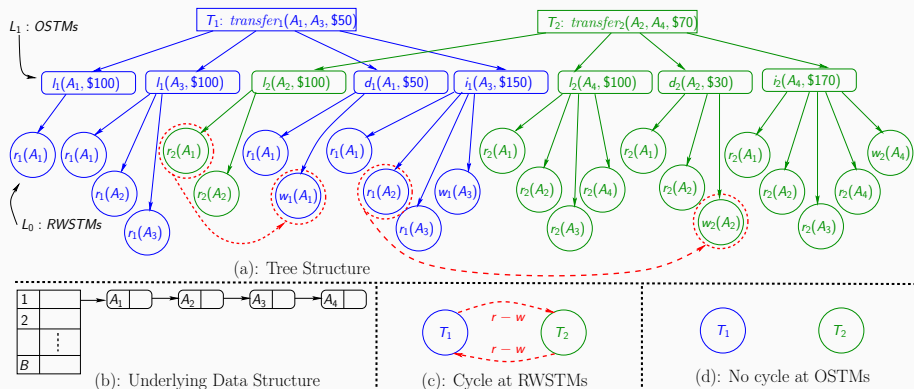 L₁ : OSTMs
T₁: transfer₁(A₁, A₃, $50)
T₂: transfer₂(A₂, A₄, $70)
l₁(A₁, $100)
l₁(A₃, $100)
l₂(A₂, $100)
d₁(A₁, $50)
i₁(A₃, $150)
l₂(A₄, $100)
d₂(A₂, $30)
i₂(A₄, $170)
r₁(A₁)
r₁(A₁)
r₁(A₂)
r₁(A₃)
r₂(A₁)
r₂(A₂)
r₁(A₁)
w₁(A₁)
r₁(A₁)
r₁(A₂)
r₁(A₃)
w₁(A₃)
r₂(A₁)
r₂(A₂)
r₂(A₃)
r₂(A₄)
r₂(A₁)
r₂(A₂)
w₂(A₂)
r₂(A₁)
r₂(A₂)
r₂(A₃)
r₂(A₄)
w₂(A₄)
L₀ : RWSTMs
(a): Tree Structure
1
2
B
A₁
A₂
A₃
A₄
(b): Underlying Data Structure
T₁
r − w
r − w
T₂
(c): Cycle at RWSTMs
T₁
T₂
(d): No cycle at OSTMs